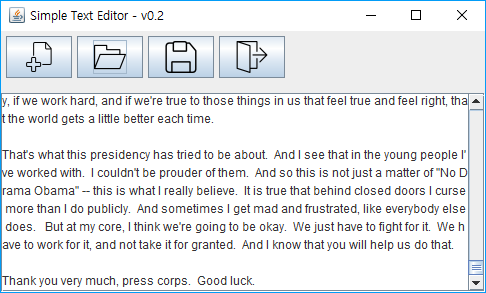 Simple Text Editor - v0.2
y, if we work hard, and if we're true to those things in us that feel true and feel right, tha
t the world gets a little better each time.
That's what this presidency has tried to be about.  And I see that in the young people I'
ve worked with.  I couldn't be prouder of them.  And so this is not just a matter of "No D
rama Obama" -- this is what I really believe.  It is true that behind closed doors I curse
 more than I do publicly.  And sometimes I get mad and frustrated, like everybody else
 does.   But at my core, I think we're going to be okay.  We just have to fight for it.  We h
ave to work for it, and not take it for granted.  And I know that you will help us do that.
Thank you very much, press corps.  Good luck.